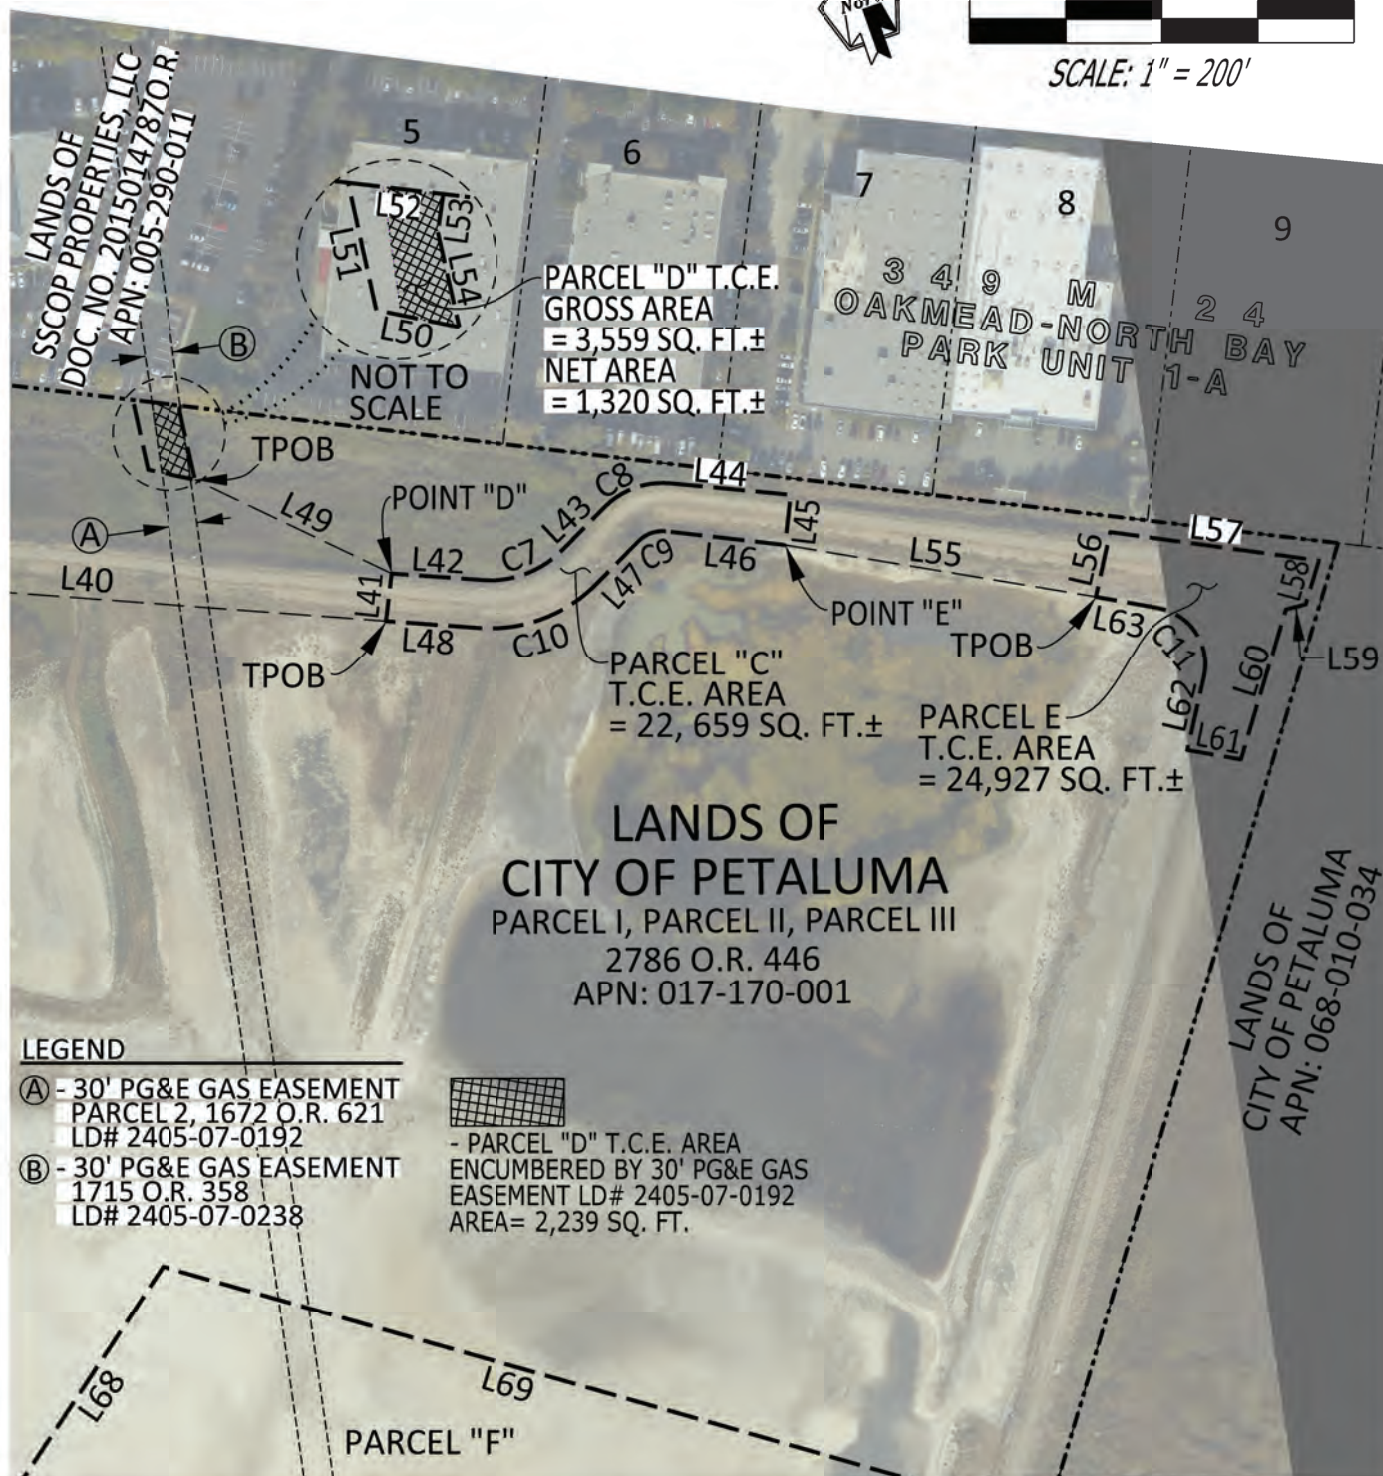 North
SCALE: 1" = 200'
LANDS OF
SSCOP PROPERTIES, LLC
DOC. NO. 2015014787O.R.
APN: 005-290-011
5
6
7
8
9
L52
L53
L51
L54
L50
PARCEL "D" T.C.E.
GROSS AREA
= 3,559 SQ. FT.±
NET AREA
= 1,320 SQ. FT.±
349 M 24
OAKMEAD-NORTH BAY
PARK UNIT 1-A
B
NOT TO
SCALE
TPOB
A
L49
POINT "D"
L40
L41
L42
C7
L43
C8
L44
L45
L46
C9
L47
C10
L48
TPOB
POINT "E"
L55
L56
L57
L58
L59
L60
L61
L62
C11
L63
TPOB
PARCEL "C"
T.C.E. AREA
= 22, 659 SQ. FT.±
PARCEL E
T.C.E. AREA
= 24,927 SQ. FT.±
LANDS OF
CITY OF PETALUMA
PARCEL I, PARCEL II, PARCEL III
2786 O.R. 446
APN: 017-170-001
LANDS OF
CITY OF PETALUMA
APN: 068-010-034
LEGEND
A - 30' PG&E GAS EASEMENT
PARCEL 2, 1672 O.R. 621
LD# 2405-07-0192
B - 30' PG&E GAS EASEMENT
1715 O.R. 358
LD# 2405-07-0238
- PARCEL "D" T.C.E. AREA
ENCUMBERED BY 30' PG&E GAS
EASEMENT LD# 2405-07-0192
AREA= 2,239 SQ. FT.
L68
L69
PARCEL "F"